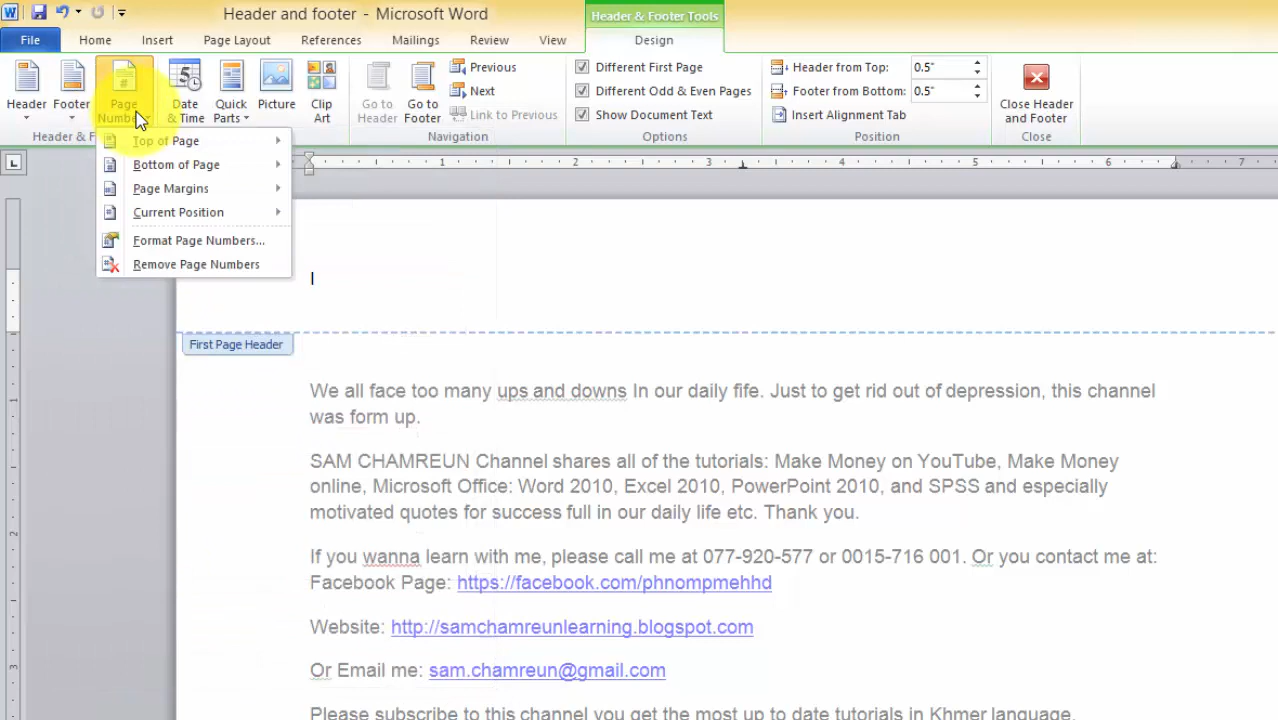 Header and footer - Microsoft Word
Header & Footer Tools
File Home Insert Page Layout References Mailings Review View Design
Header Footer Page Number Date & Time Quick Parts Picture Clip Art Go to Header Go to Footer
Previous
Next
Link to Previous
Different First Page
Different Odd & Even Pages
Show Document Text
Header from Top: 0.5"
Footer from Bottom: 0.5"
Insert Alignment Tab
Close Header and Footer
Header & F Navigation Options Position Close
Top of Page
Bottom of Page
Page Margins
Current Position
Format Page Numbers...
Remove Page Numbers
1 2 3 4 5 6 7
First Page Header
We all face too many ups and downs In our daily fife. Just to get rid out of depression, this channel
was form up.
SAM CHAMREUN Channel shares all of the tutorials: Make Money on YouTube, Make Money
online, Microsoft Office: Word 2010, Excel 2010, PowerPoint 2010, and SPSS and especially
motivated quotes for success full in our daily life etc. Thank you.
If you wanna learn with me, please call me at 077-920-577 or 0015-716 001. Or you contact me at:
Facebook Page: https://facebook.com/phnompmehhd
Website: http://samchamreunlearning.blogspot.com
Or Email me: sam.chamreun@gmail.com
Please subscribe to this channel you get the most up to date tutorials in Khmer language.